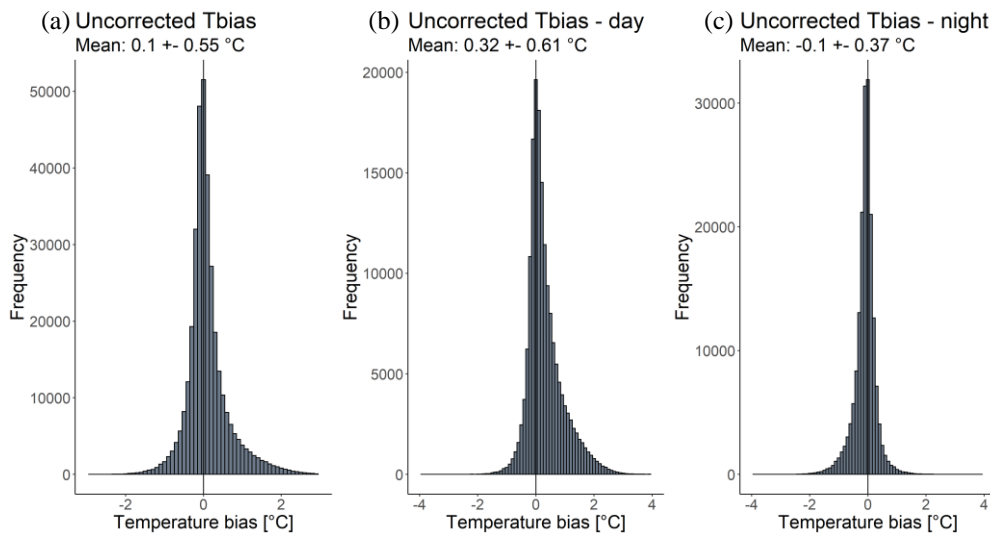 (a) Uncorrected Tbias
Mean: 0.1 +- 0.55 °C
50000
40000
30000
20000
10000
0
Frequency
-2
0
2
Temperature bias [°C]
(b) Uncorrected Tbias - day
Mean: 0.32 +- 0.61 °C
20000
15000
10000
5000
0
Frequency
-4
-2
0
2
4
Temperature bias [°C]
(c) Uncorrected Tbias - night
Mean: -0.1 +- 0.37 °C
30000
20000
10000
0
Frequency
-4
-2
0
2
4
Temperature bias [°C]